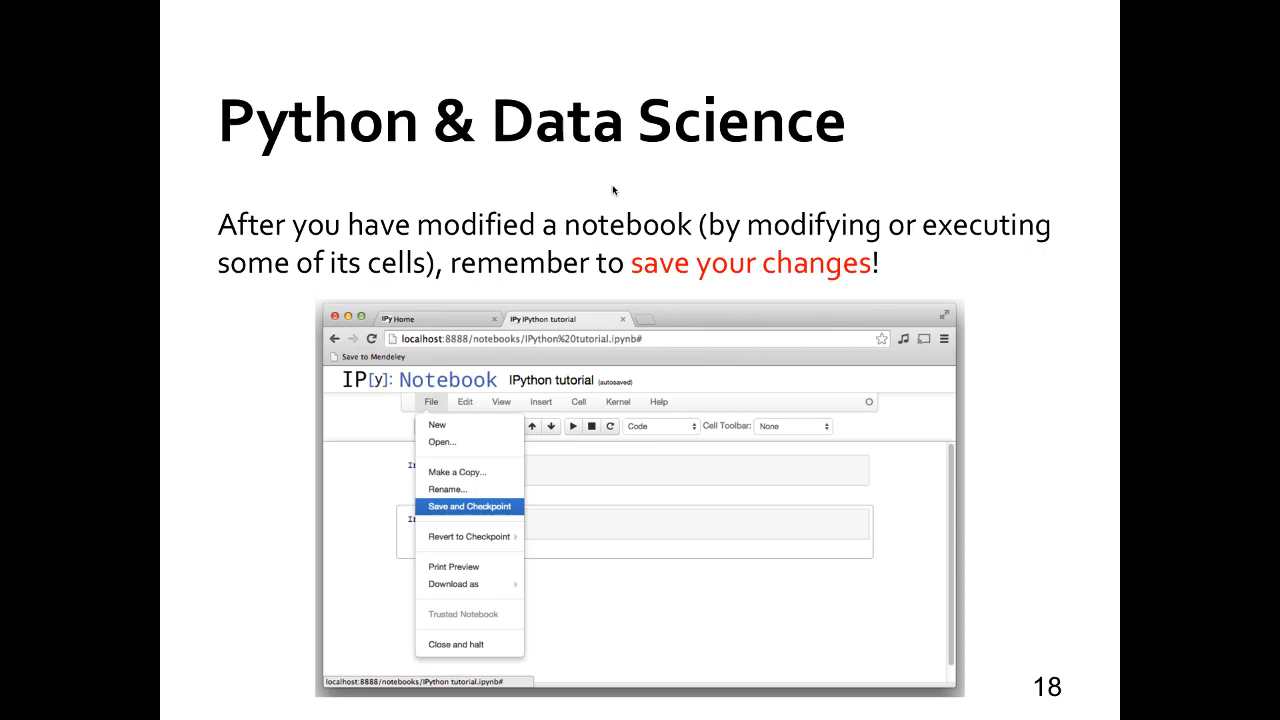 Python & Data Science
After you have modified a notebook (by modifying or executing
some of its cells), remember to save your changes!
IPy Home
IPy IPython tutorial
localhost:8888/notebooks/IPython%20tutorial.ipynb#
Save to Mendeley
IP[y]: Notebook IPython tutorial (autosaved)
File Edit View Insert Cell Kernel Help
Code Cell Toolbar: None
New
Open...
In
Make a Copy...
Rename...
Save and Checkpoint
In
Revert to Checkpoint
Print Preview
Download as
Trusted Notebook
Close and halt
localhost:8888/notebooks/IPython tutorial.ipynb#
18